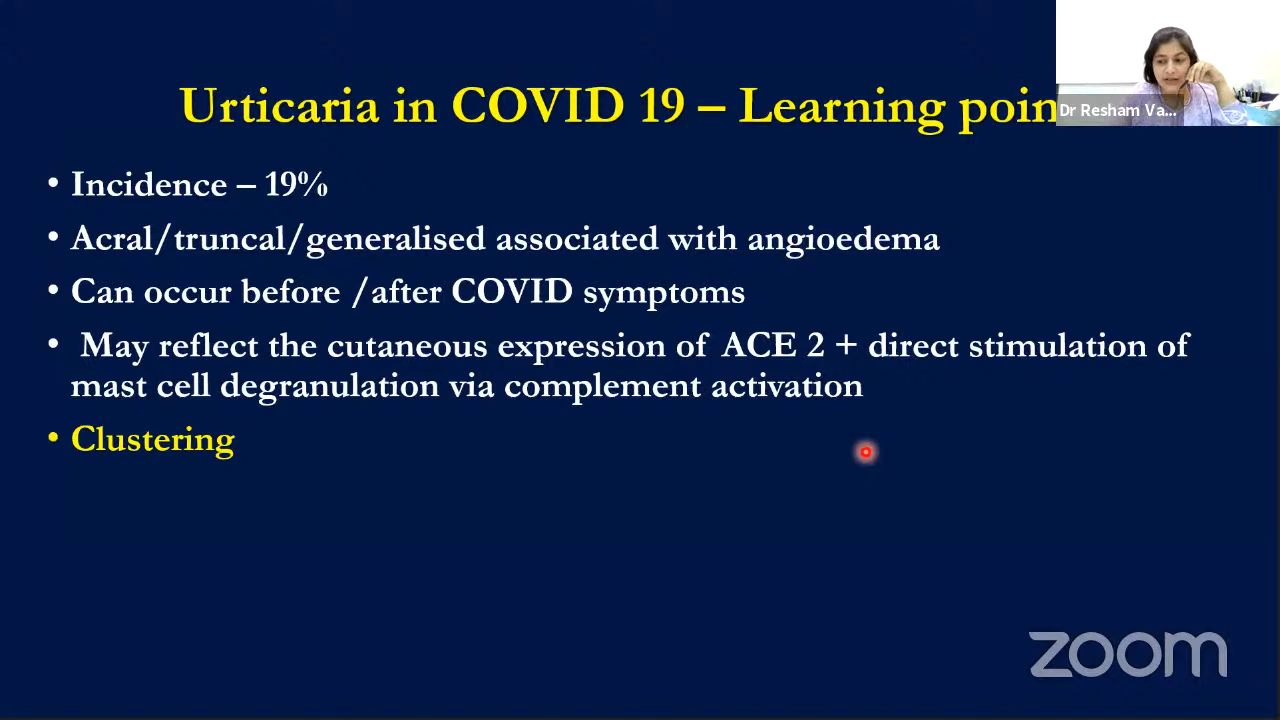 Urticaria in COVID 19 – Learning poin
Dr Resham Va...
• Incidence – 19%
• Acral/truncal/generalised associated with angioedema
• Can occur before /after COVID symptoms
• May reflect the cutaneous expression of ACE 2 + direct stimulation of
mast cell degranulation via complement activation
• Clustering
zoom